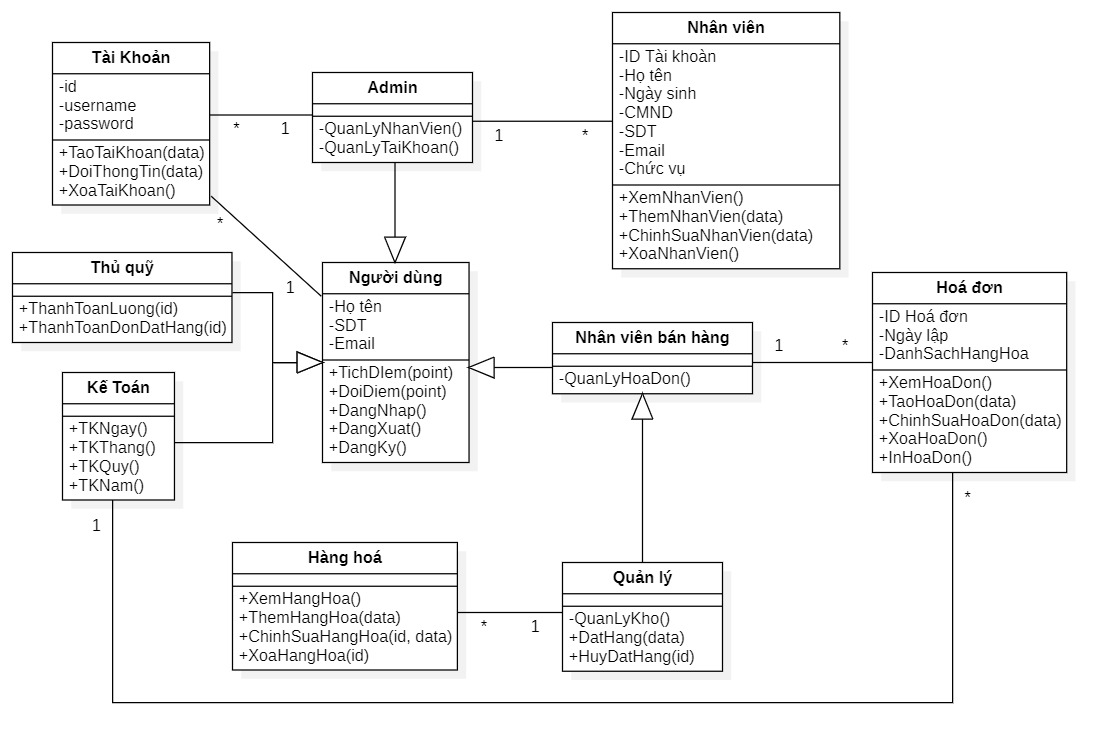 Tài Khoản
-id
-username
-password
+TaoTaiKhoan(data)
+DoiThongTin(data)
+XoaTaiKhoan()
*
1
Admin
-QuanLyNhanVien()
-QuanLyTaiKhoan()
1
*
Nhân viên
-ID Tài khoàn
-Họ tên
-Ngày sinh
-CMND
-SDT
-Email
-Chức vụ
+XemNhanVien()
+ThemNhanVien(data)
+ChinhSuaNhanVien(data)
+XoaNhanVien()
*
1
Thủ quỹ
+ThanhToanLuong(id)
+ThanhToanDonDatHang(id)
Người dùng
-Họ tên
-SDT
-Email
+TichDIem(point)
+DoiDiem(point)
+DangNhap()
+DangXuat()
+DangKy()
Nhân viên bán hàng
-QuanLyHoaDon()
1
*
Hoá đơn
-ID Hoá đơn
-Ngày lập
-DanhSachHangHoa
+XemHoaDon()
+TaoHoaDon(data)
+ChinhSuaHoaDon(data)
+XoaHoaDon()
+InHoaDon()
*
Kế Toán
+TKNgay()
+TKThang()
+TKQuy()
+TKNam()
1
Hàng hoá
+XemHangHoa()
+ThemHangHoa(data)
+ChinhSuaHangHoa(id, data)
+XoaHangHoa(id)
*
1
Quản lý
-QuanLyKho()
+DatHang(data)
+HuyDatHang(id)